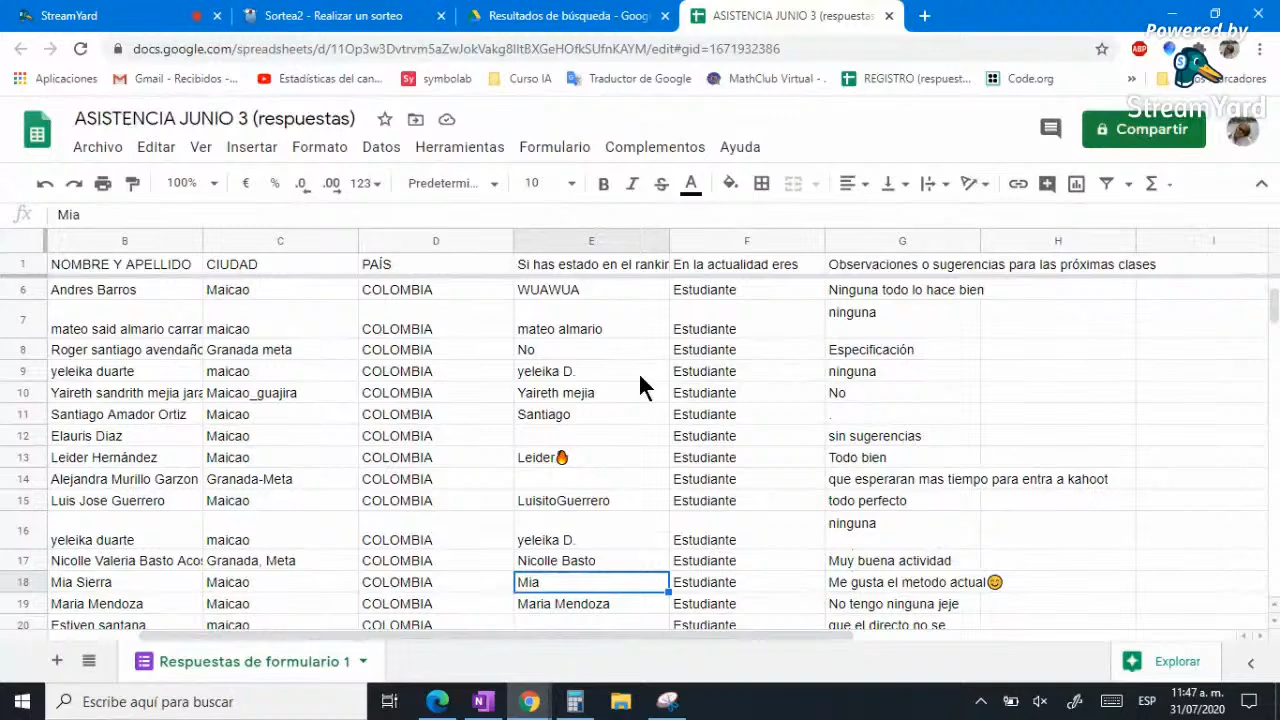 StreamYard
Sortea2 - Realizar un sorteo
Resultados de búsqueda - Goog
ASISTENCIA JUNIO 3 (respuestas
docs.google.com/spreadsheets/d/11Op3w3Dvtrvm5aZwJokVakg8lltBXGeHOfkSUfnKAYM/edit#gid=1671932386
ABP
Powered by
StreamYard
Aplicaciones
Gmail - Recibidos -...
Estadísticas del can...
Sy symbolab
Curso IA
Traductor de Google
MathClub Virtual - ...
REGISTRO (respuest...
Code.org
»
ASISTENCIA JUNIO 3 (respuestas)
Compartir
Archivo Editar Ver Insertar Formato Datos Herramientas Formulario Complementos Ayuda
100% € % .0 .00 123 Predetermi... 10 B I S A Σ
fx Mia
B C D E F G H I
1 NOMBRE Y APELLIDO CIUDAD PAÍS Si has estado en el rankin En la actualidad eres Observaciones o sugerencias para las próximas clases
6 Andres Barros Maicao COLOMBIA WUAWUA Estudiante Ninguna todo lo hace bien
7 mateo said almario carran maicao COLOMBIA mateo almario Estudiante ninguna
8 Roger santiago avendaño Granada meta COLOMBIA No Estudiante Especificación
9 yeleika duarte maicao COLOMBIA yeleika D. Estudiante ninguna
10 Yaireth sandrith mejia jara Maicao_guajira COLOMBIA Yaireth mejia Estudiante No
11 Santiago Amador Ortiz Maicao COLOMBIA Santiago Estudiante .
12 Elauris Diaz Maicao COLOMBIA Estudiante sin sugerencias
13 Leider Hernández Maicao COLOMBIA Leider🔥 Estudiante Todo bien
14 Alejandra Murillo Garzon Granada-Meta COLOMBIA Estudiante que esperaran mas tiempo para entra a kahoot
15 Luis Jose Guerrero Maicao COLOMBIA LuisitoGuerrero Estudiante todo perfecto
16 yeleika duarte maicao COLOMBIA yeleika D. Estudiante ninguna
17 Nicolle Valeria Basto Acos Granada, Meta COLOMBIA Nicolle Basto Estudiante Muy buena actividad
18 Mia Sierra Maicao COLOMBIA Mia Estudiante Me gusta el metodo actual😊
19 Maria Mendoza Maicao COLOMBIA Maria Mendoza Estudiante No tengo ninguna jeje
20 Estiven santana maicao COLOMBIA Estudiante que el directo no se
Respuestas de formulario 1
Explorar
Escribe aquí para buscar
ESP
11:47 a. m.
31/07/2020